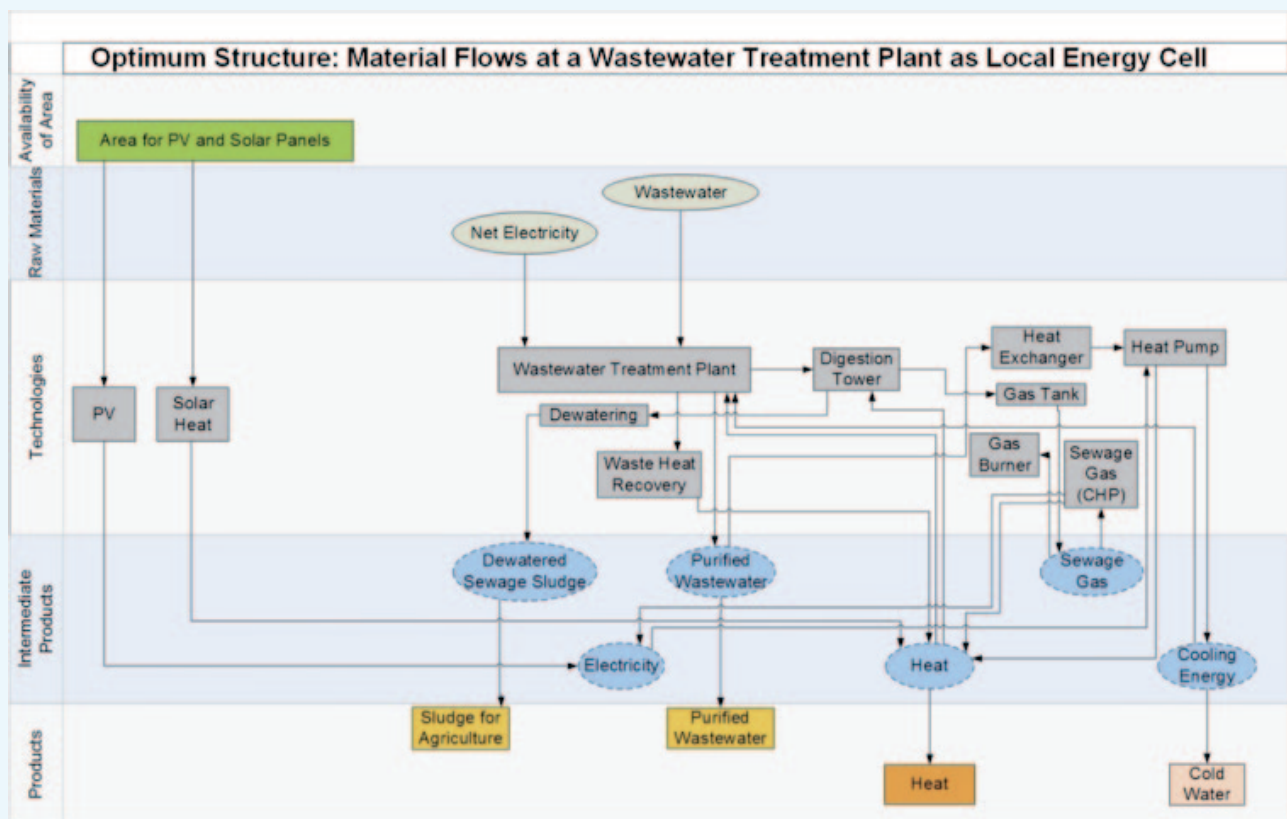 Optimum Structure: Material Flows at a Wastewater Treatment Plant as Local Energy Cell
Availability
of Area
Area for PV and Solar Panels
Raw Materials
Wastewater
Net Electricity
Technologies
PV
Solar
Heat
Wastewater Treatment Plant
Digestion
Tower
Heat
Exchanger
Heat Pump
Gas Tank
Dewatering
Waste Heat
Recovery
Gas
Burner
Sewage
Gas
(CHP)
Intermediate
Products
Dewatered
Sewage Sludge
Purified
Wastewater
Sewage
Gas
Electricity
Heat
Cooling
Energy
Products
Sludge for
Agriculture
Purified
Wastewater
Heat
Cold
Water